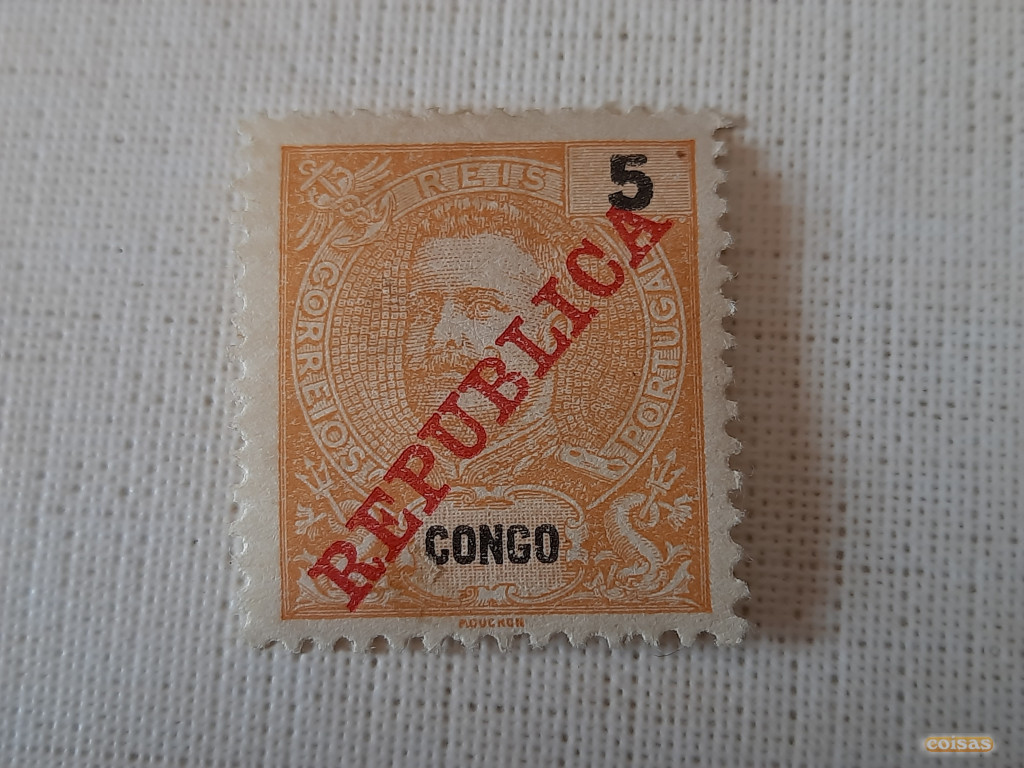 REIS
5
CORREIOS
PORTUGAL
REPUBLICA
CONGO
MOUCHON
coisas